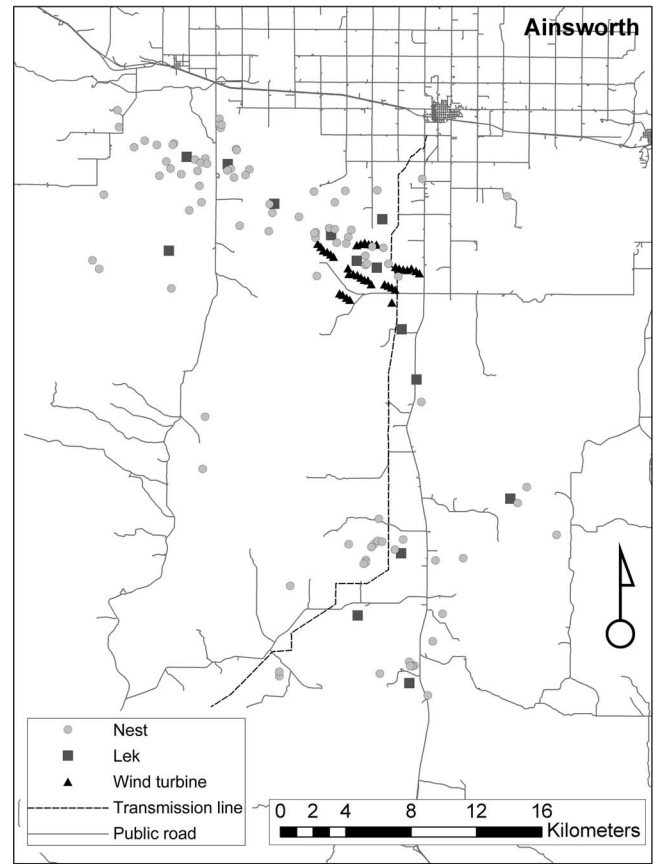 Ainsworth
Nest
Lek
Wind turbine
Transmission line
Public road
0 2 4 8 12 16
Kilometers